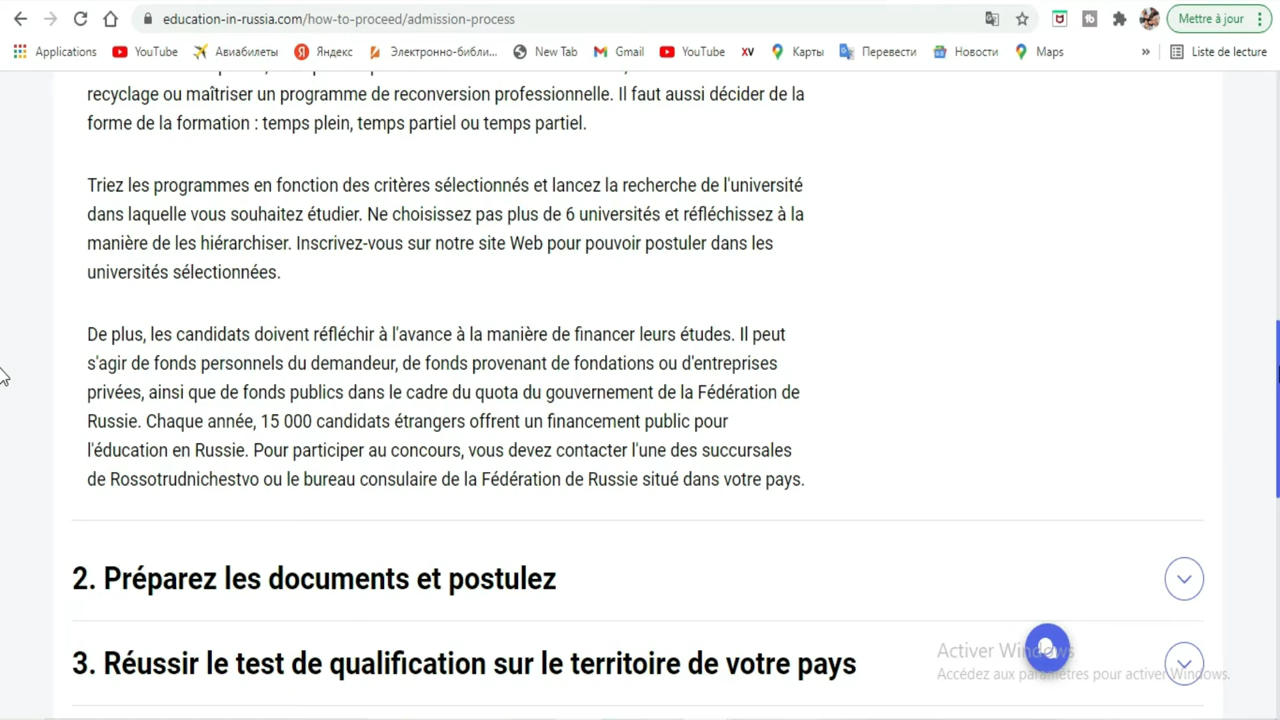 education-in-russia.com/how-to-proceed/admission-process
Mettre à jour
Applications YouTube Авиабилеты Яндекс Электронно-библи... New Tab Gmail YouTube XV Карты Перевести Новости Maps » Liste de lecture
recyclage ou maîtriser un programme de reconversion professionnelle. Il faut aussi décider de la
forme de la formation : temps plein, temps partiel ou temps partiel.
Triez les programmes en fonction des critères sélectionnés et lancez la recherche de l'université
dans laquelle vous souhaitez étudier. Ne choisissez pas plus de 6 universités et réfléchissez à la
manière de les hiérarchiser. Inscrivez-vous sur notre site Web pour pouvoir postuler dans les
universités sélectionnées.
De plus, les candidats doivent réfléchir à l'avance à la manière de financer leurs études. Il peut
s'agir de fonds personnels du demandeur, de fonds provenant de fondations ou d'entreprises
privées, ainsi que de fonds publics dans le cadre du quota du gouvernement de la Fédération de
Russie. Chaque année, 15 000 candidats étrangers offrent un financement public pour
l'éducation en Russie. Pour participer au concours, vous devez contacter l'une des succursales
de Rossotrudnichestvo ou le bureau consulaire de la Fédération de Russie situé dans votre pays.
2. Préparez les documents et postulez
3. Réussir le test de qualification sur le territoire de votre pays
Activer Windows
Accédez aux paramètres pour activer Windows.